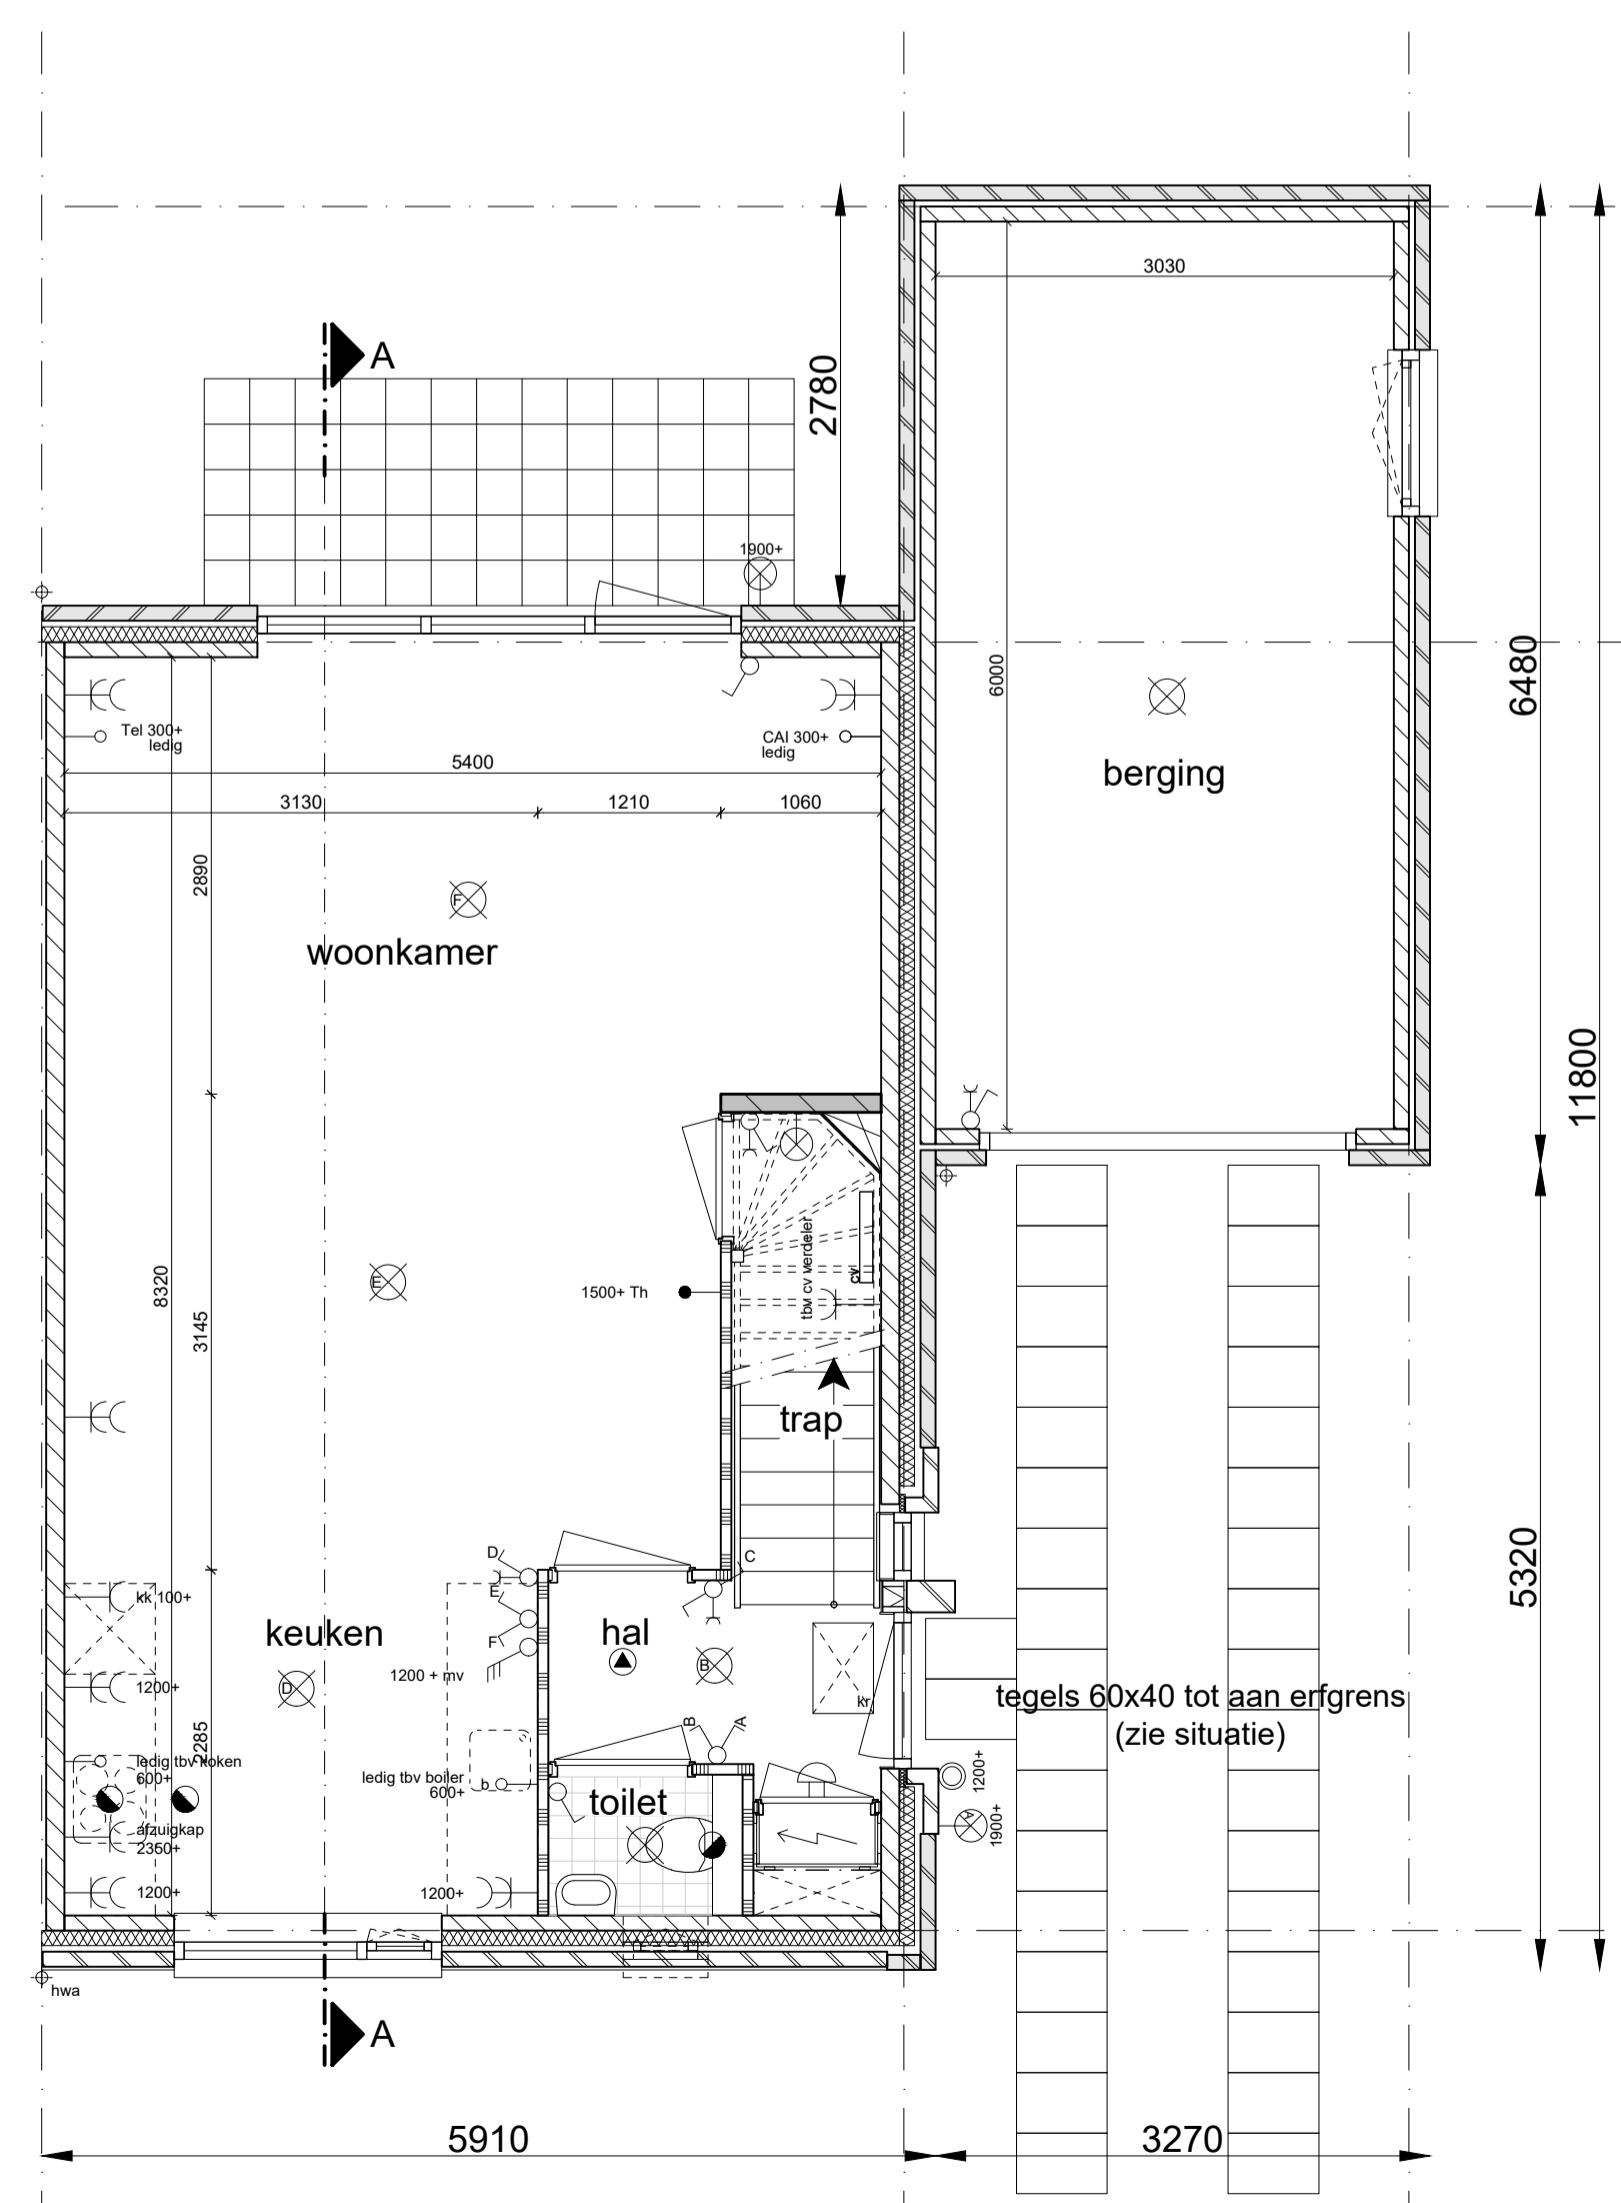 A
2780
3030
1900+
6000
6480
11800
Tel 300+
ledig
CAI 300+
ledig
5400
3130
1210
1060
berging
2890
F
woonkamer
8320
3145
E
1500+ Th
tbv cv verdeler
cv
trap
5320
D
E
F
C
kk 100+
keuken
hal
D
B
1200+
1200 + mv
kr
tegels 60x40 tot aan erfgrens
(zie situatie)
B
A
2285
ledig tbv koken
600+
ledig tbv boiler
600+
b
toilet
1200+
A
1900+
afzuigkap
2350+
1200+
1200+
hwa
A
5910
3270